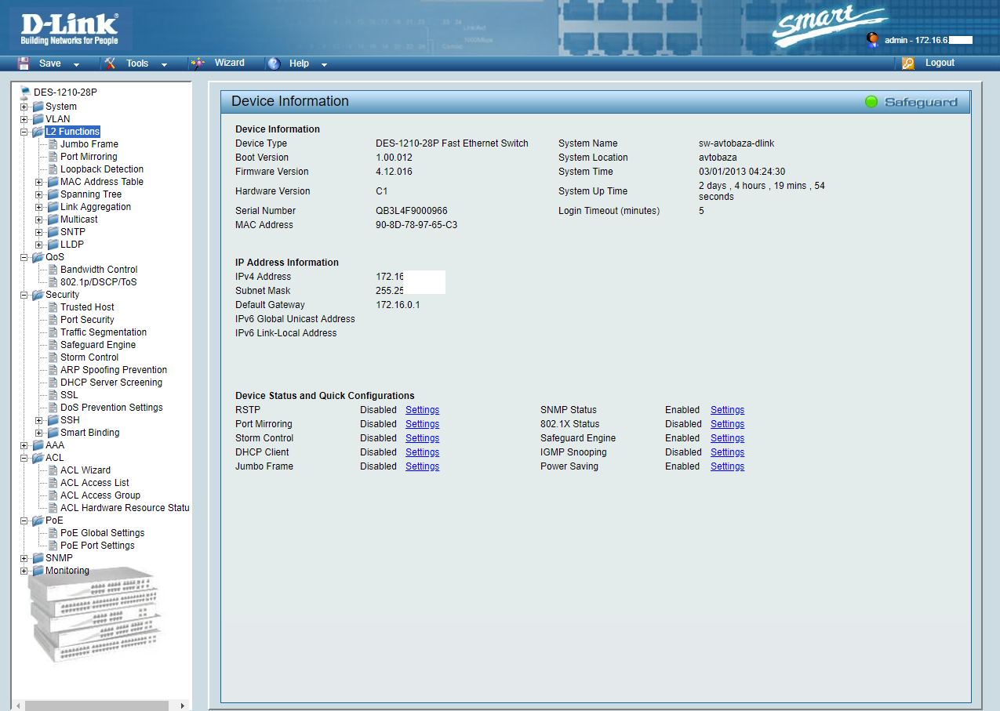 D-Link®
Building Networks for People
Smart
admin - 172.16.6.
Save
Tools
Wizard
Help
Logout
DES-1210-28P
System
VLAN
L2 Functions
Jumbo Frame
Port Mirroring
Loopback Detection
MAC Address Table
Spanning Tree
Link Aggregation
Multicast
SNTP
LLDP
QoS
Bandwidth Control
802.1p/DSCP/ToS
Security
Trusted Host
Port Security
Traffic Segmentation
Safeguard Engine
Storm Control
ARP Spoofing Prevention
DHCP Server Screening
SSL
DoS Prevention Settings
SSH
Smart Binding
AAA
ACL
ACL Wizard
ACL Access List
ACL Access Group
ACL Hardware Resource Statu
PoE
PoE Global Settings
PoE Port Settings
SNMP
Monitoring
Device Information
Safeguard
Device Information
Device Type DES-1210-28P Fast Ethernet Switch System Name sw-avtobaza-dlink
Boot Version 1.00.012 System Location avtobaza
Firmware Version 4.12.016 System Time 03/01/2013 04:24:30
Hardware Version C1 System Up Time 2 days , 4 hours , 19 mins , 54
seconds
Serial Number QB3L4F9000966 Login Timeout (minutes) 5
MAC Address 90-8D-78-97-65-C3
IP Address Information
IPv4 Address 172.16
Subnet Mask 255.25
Default Gateway 172.16.0.1
IPv6 Global Unicast Address
IPv6 Link-Local Address
Device Status and Quick Configurations
RSTP Disabled Settings SNMP Status Enabled Settings
Port Mirroring Disabled Settings 802.1X Status Disabled Settings
Storm Control Disabled Settings Safeguard Engine Enabled Settings
DHCP Client Disabled Settings IGMP Snooping Disabled Settings
Jumbo Frame Disabled Settings Power Saving Enabled Settings